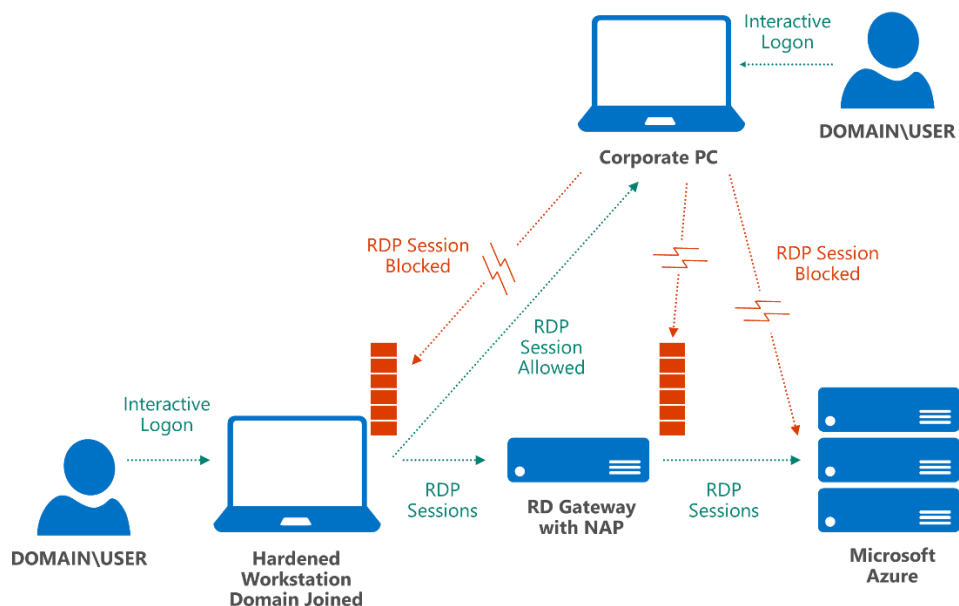 Interactive
Logon
DOMAIN\USER
Corporate PC
RDP Session
Blocked
RDP Session
Blocked
RDP
Session
Allowed
Interactive
Logon
DOMAIN\USER
Hardened
Workstation
Domain Joined
RDP
Sessions
RD Gateway
with NAP
RDP
Sessions
Microsoft
Azure